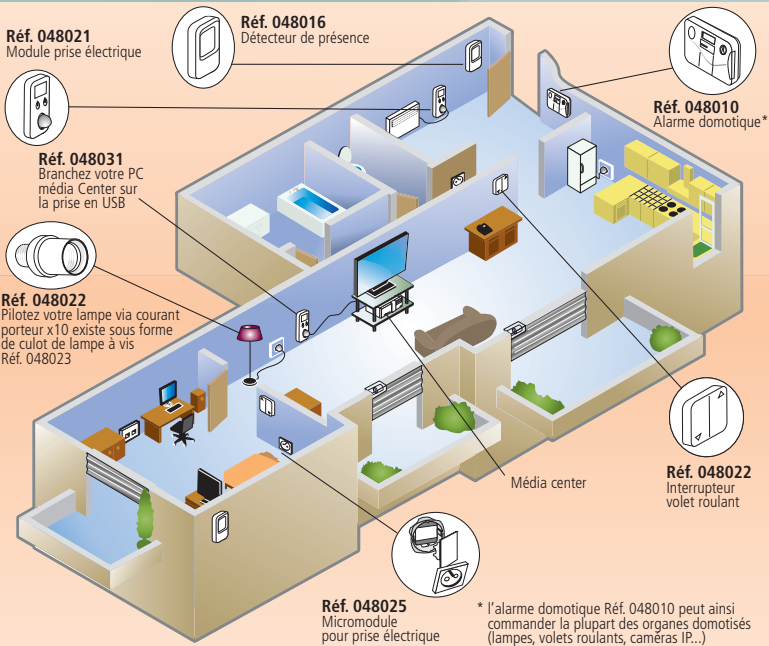 Réf. 048021
Module prise électrique
Réf. 048016
Détecteur de présence
Réf. 048010
Alarme domotique*
Réf. 048031
Branchez votre PC
média Center sur
la prise en USB
Réf. 048022
Pilotez votre lampe via courant
porteur x10 existe sous forme
de culot de lampe à vis
Réf. 048023
Média center
Réf. 048022
Interrupteur
volet roulant
Réf. 048025
Micromodule
pour prise électrique
* l'alarme domotique Réf. 048010 peut ainsi
commander la plupart des organes domotisés
(lampes, volets roulants, caméras IP...)